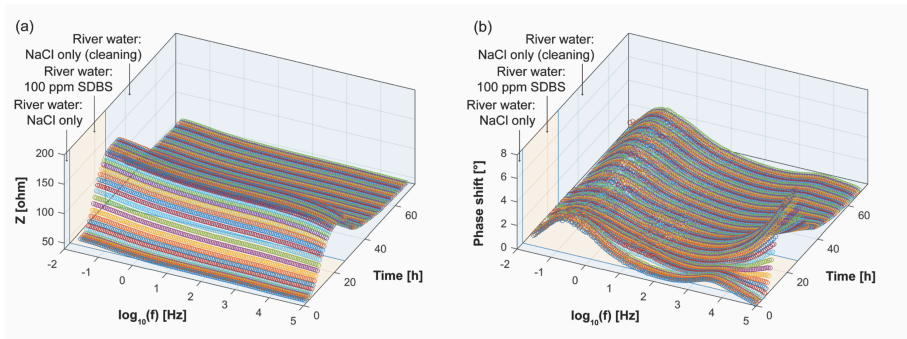 (a)
River water:
NaCl only (cleaning)
River water:
100 ppm SDBS
River water:
NaCl only
200
150
100
50
Z [ohm]
-2
-1
0
1
2
3
4
5
log10(f) [Hz]
0
20
40
60
Time [h]
(b)
River water:
NaCl only (cleaning)
River water:
100 ppm SDBS
River water:
NaCl only
8
6
4
2
0
Phase shift [°]
-2
-1
0
1
2
3
4
5
log10(f) [Hz]
0
20
40
60
Time [h]